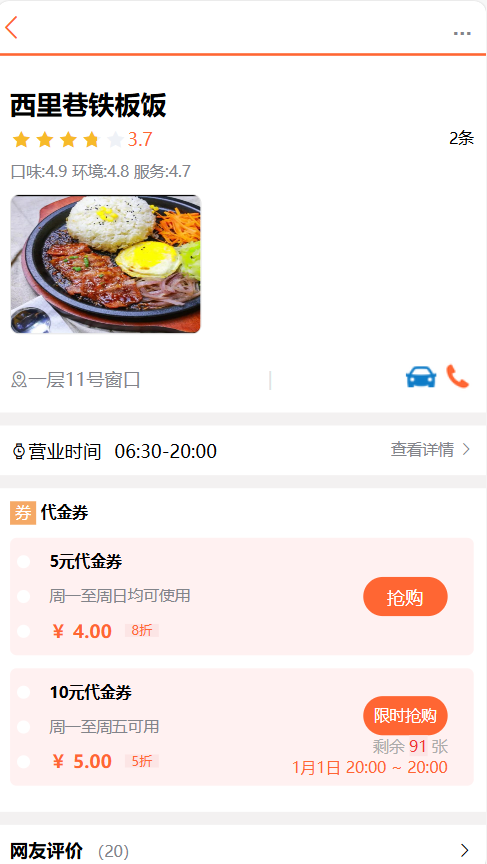 西里巷铁板饭
3.7
2条
口味:4.9 环境:4.8 服务:4.7
一层11号窗口
营业时间 06:30-20:00
查看详情
券 代金券
5元代金券
周一至周日均可使用
抢购
¥ 4.00 8折
10元代金券
周一至周五可用
限时抢购
剩余 91 张
¥ 5.00 5折
1月1日 20:00 ~ 20:00
网友评价 (20)